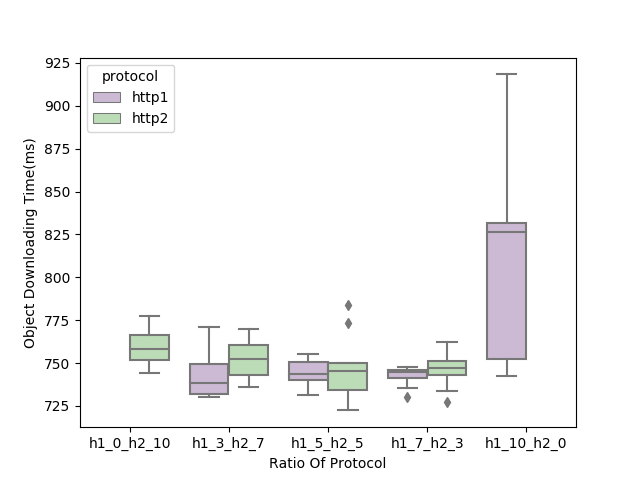 925
900
875
850
825
800
775
750
725
Object Downloading Time(ms)
protocol
http1
http2
h1_0_h2_10 h1_3_h2_7 h1_5_h2_5 h1_7_h2_3 h1_10_h2_0
Ratio Of Protocol